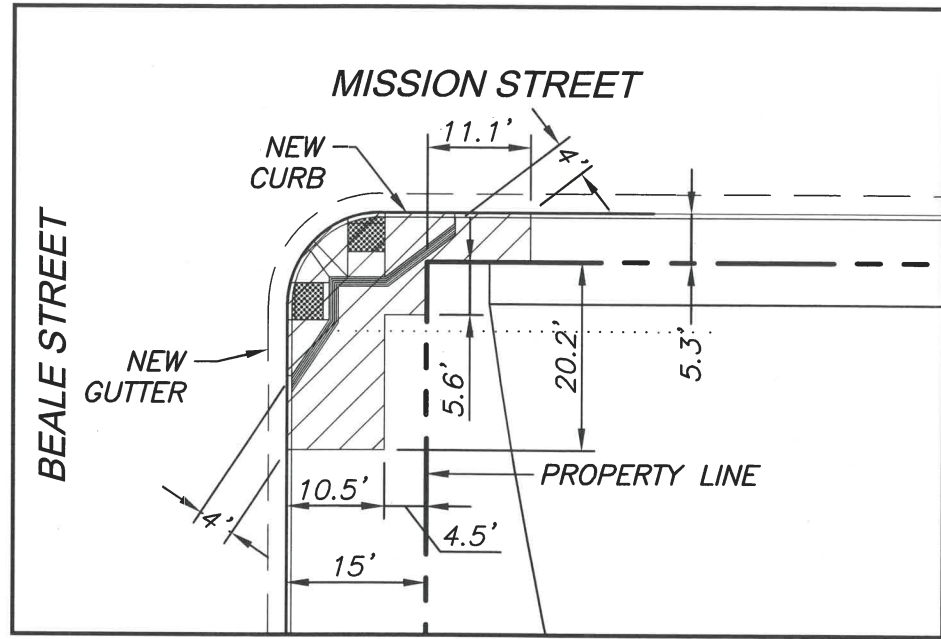 MISSION STREET
11.1'
4'
NEW
CURB
BEALE STREET
NEW
GUTTER
5.6'
20.2'
5.3'
PROPERTY LINE
10.5'
4.5'
4'
15'